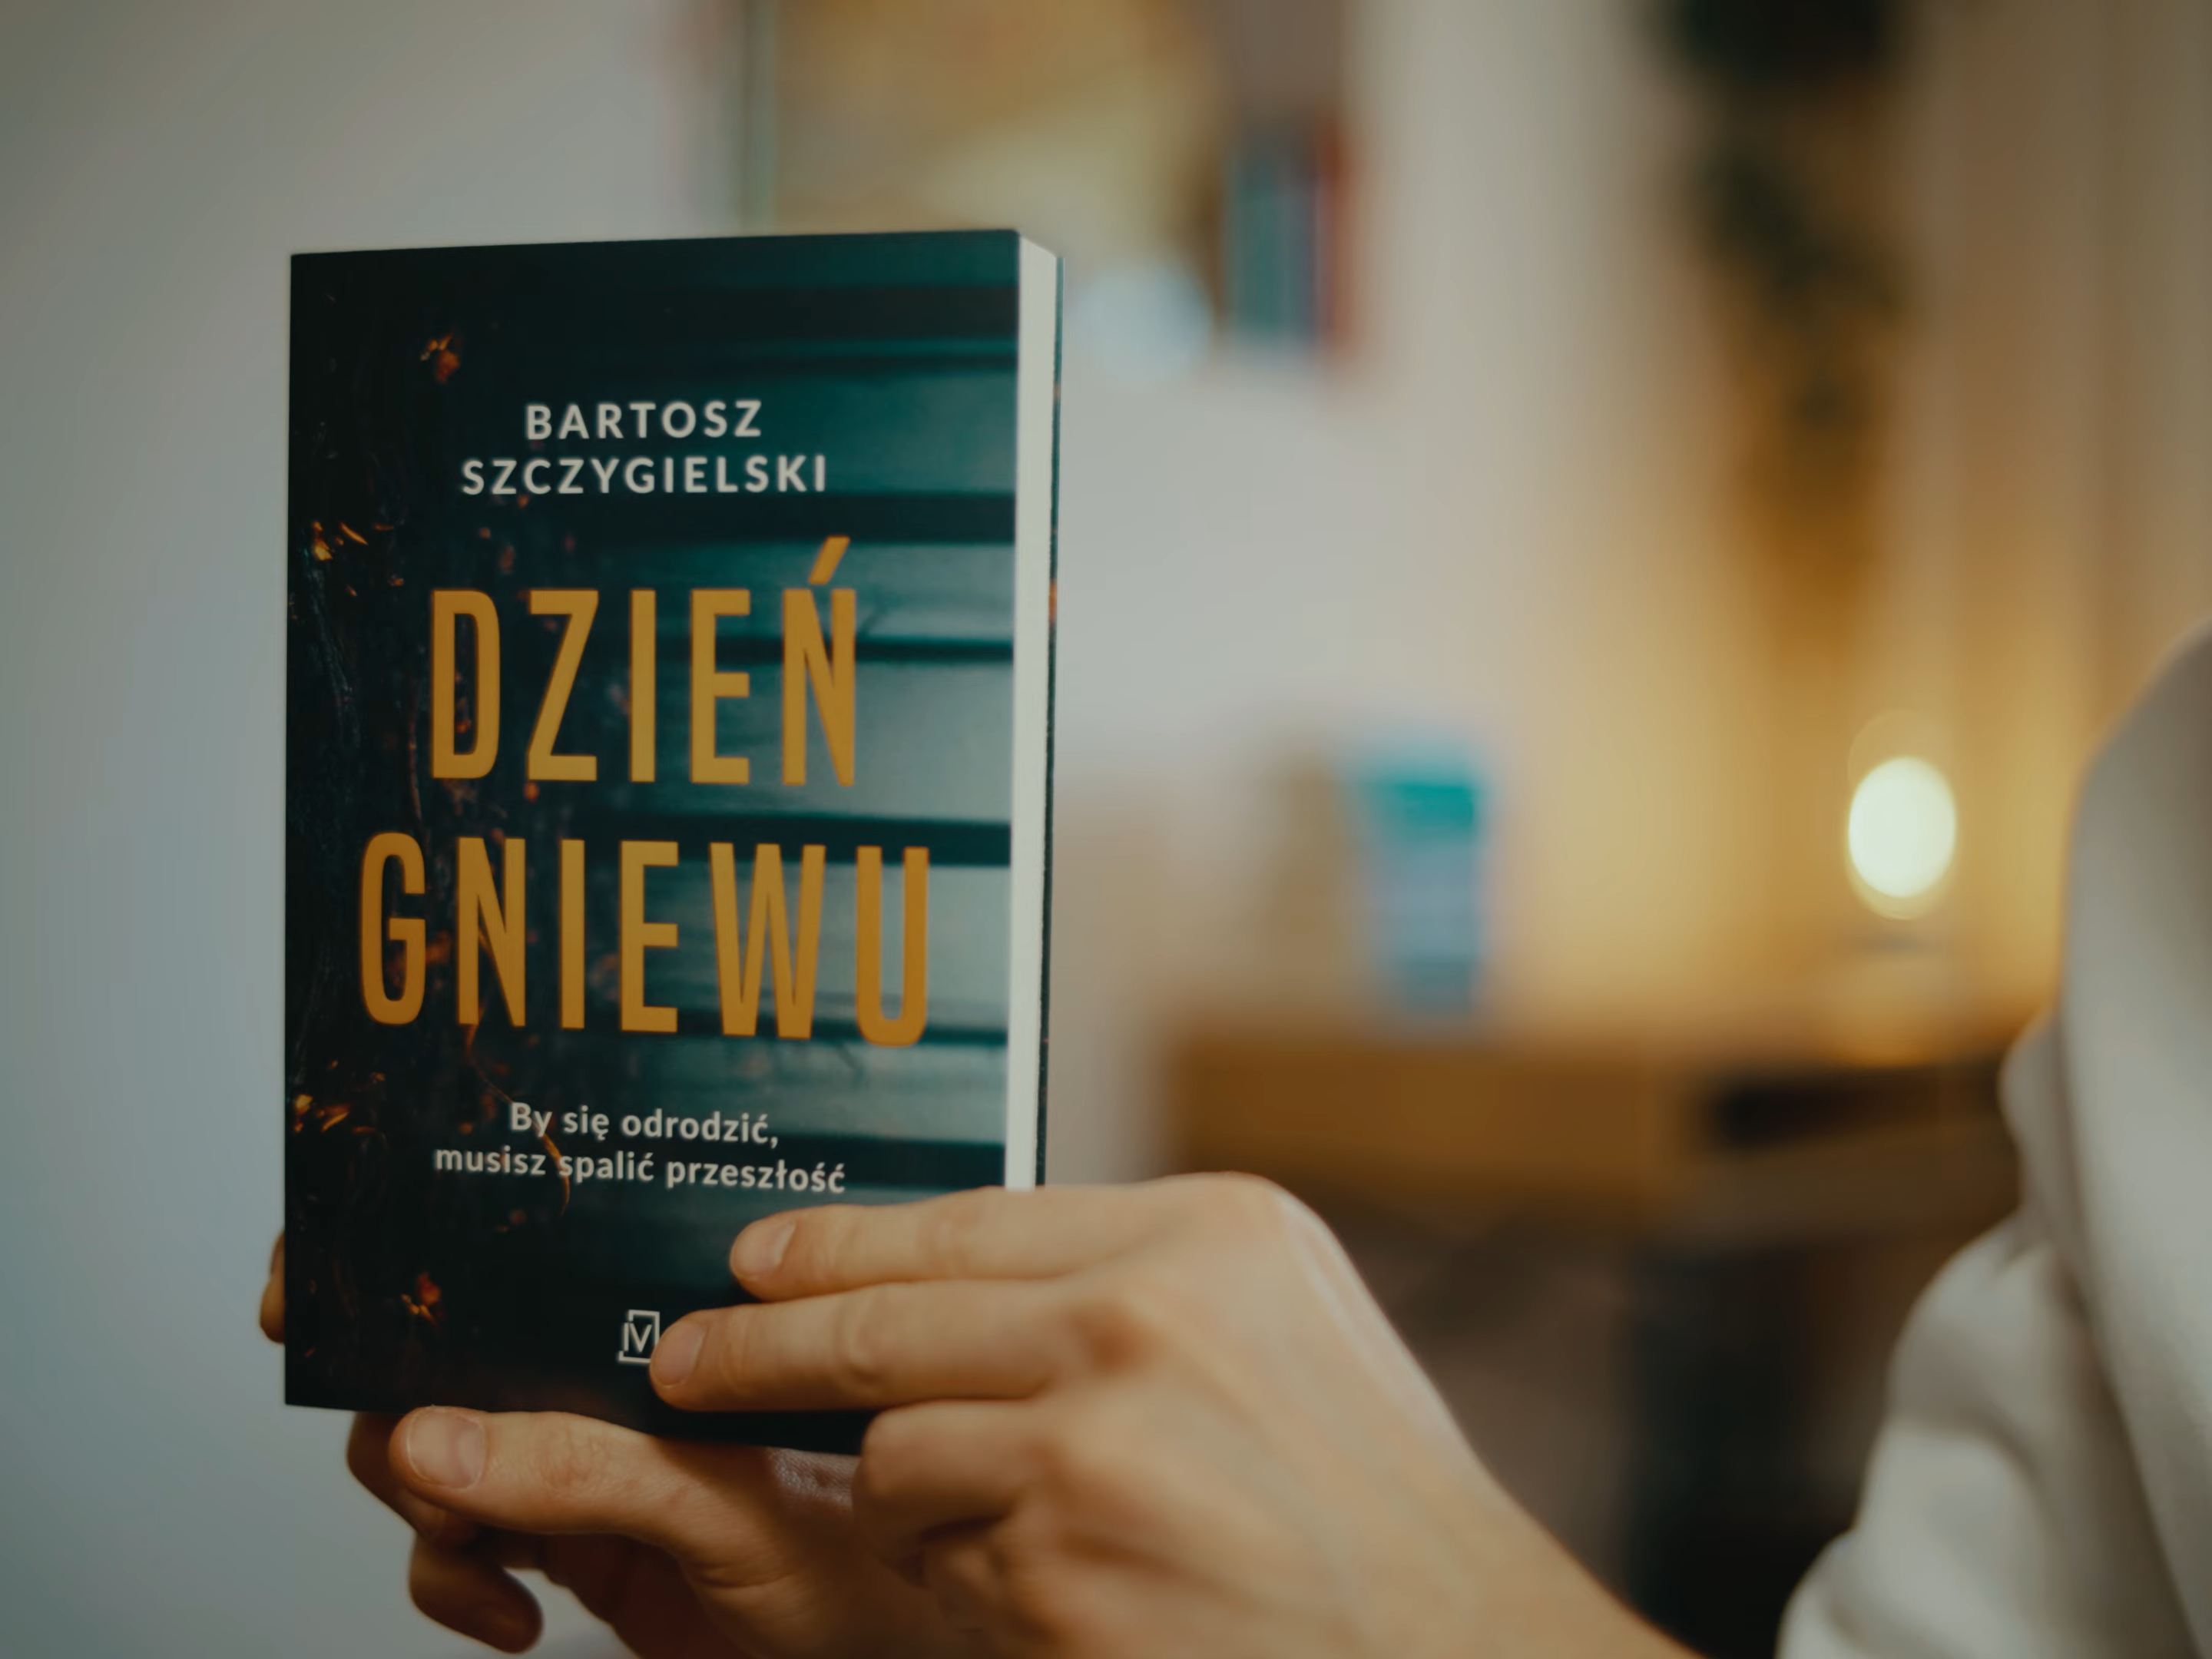 BARTOSZ
SZCZYGIELSKI
DZIEŃ
GNIEWU
By się odrodzić,
musisz spalić przeszłość